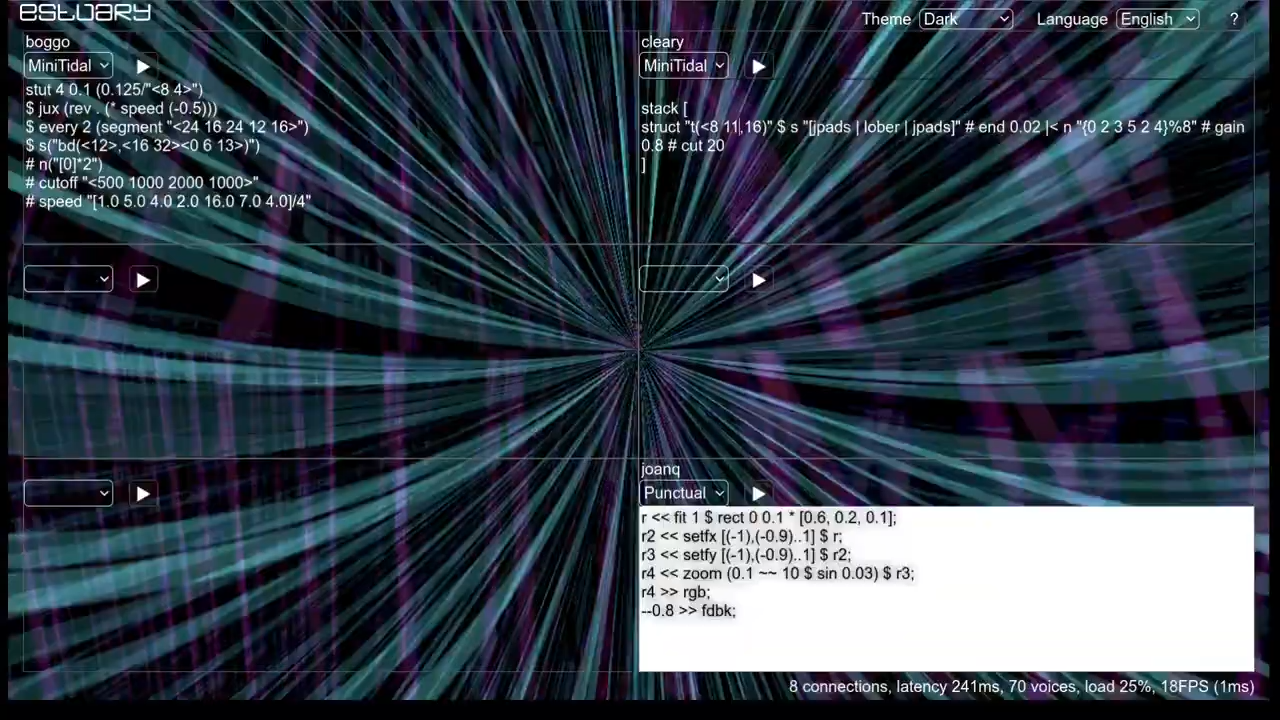 estuary
Theme Dark Language English ?
boggo
MiniTidal
stut 4 0.1 (0.125/"<8 4>")
$ jux (rev . (* speed (-0.5)))
$ every 2 (segment "<24 16 24 12 16>")
$ s("bd(<12>,<16 32><0 6 13>)")
# n("[0]*2")
# cutoff "<500 1000 2000 1000>"
# speed "[1.0 5.0 4.0 2.0 16.0 7.0 4.0]/4"
cleary
MiniTidal
stack [
struct "t(<8 11,16)" $ s "[jpads | lober | jpads]" # end 0.02 |< n "{0 2 3 5 2 4}%8" # gain
0.8 # cut 20
]
joanq
Punctual
r << fit 1 $ rect 0 0.1 * [0.6, 0.2, 0.1];
r2 << setfx [(-1),(-0.9)..1] $ r;
r3 << setfy [(-1),(-0.9)..1] $ r2;
r4 << zoom (0.1 ~~ 10 $ sin 0.03) $ r3;
r4 >> rgb;
--0.8 >> fdbk;
8 connections, latency 241ms, 70 voices, load 25%, 18FPS (1ms)